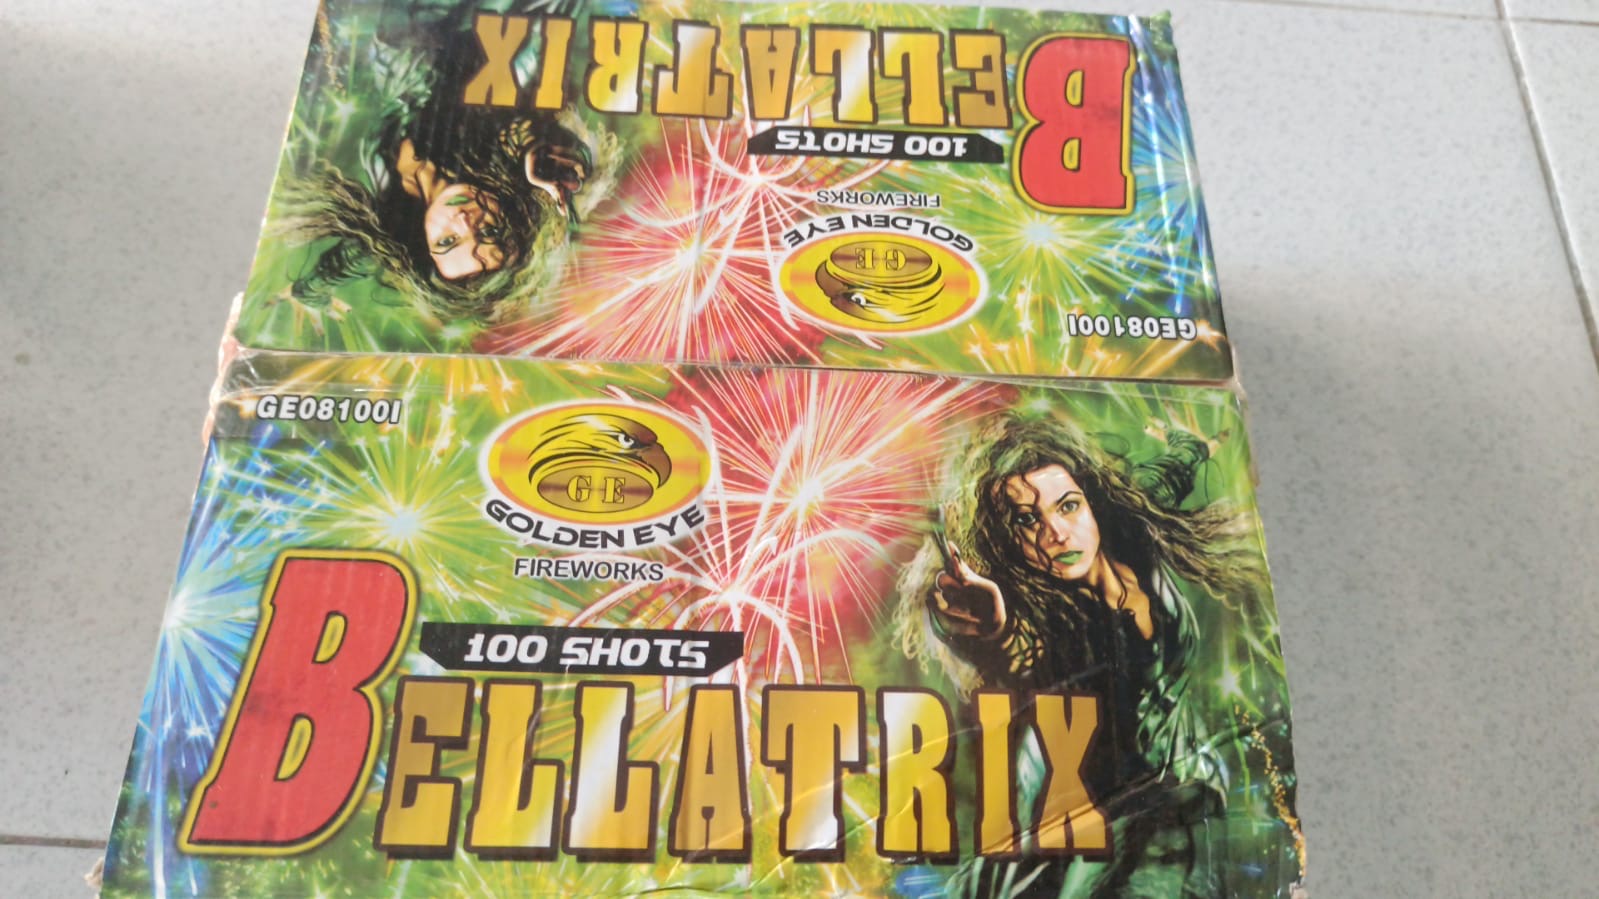 BELLATRIX
100 SHOTS
FIREWORKS
GOLDEN EYE
GE
GE08100I
GE08100I
GE
GOLDEN EYE
FIREWORKS
100 SHOTS
BELLATRIX